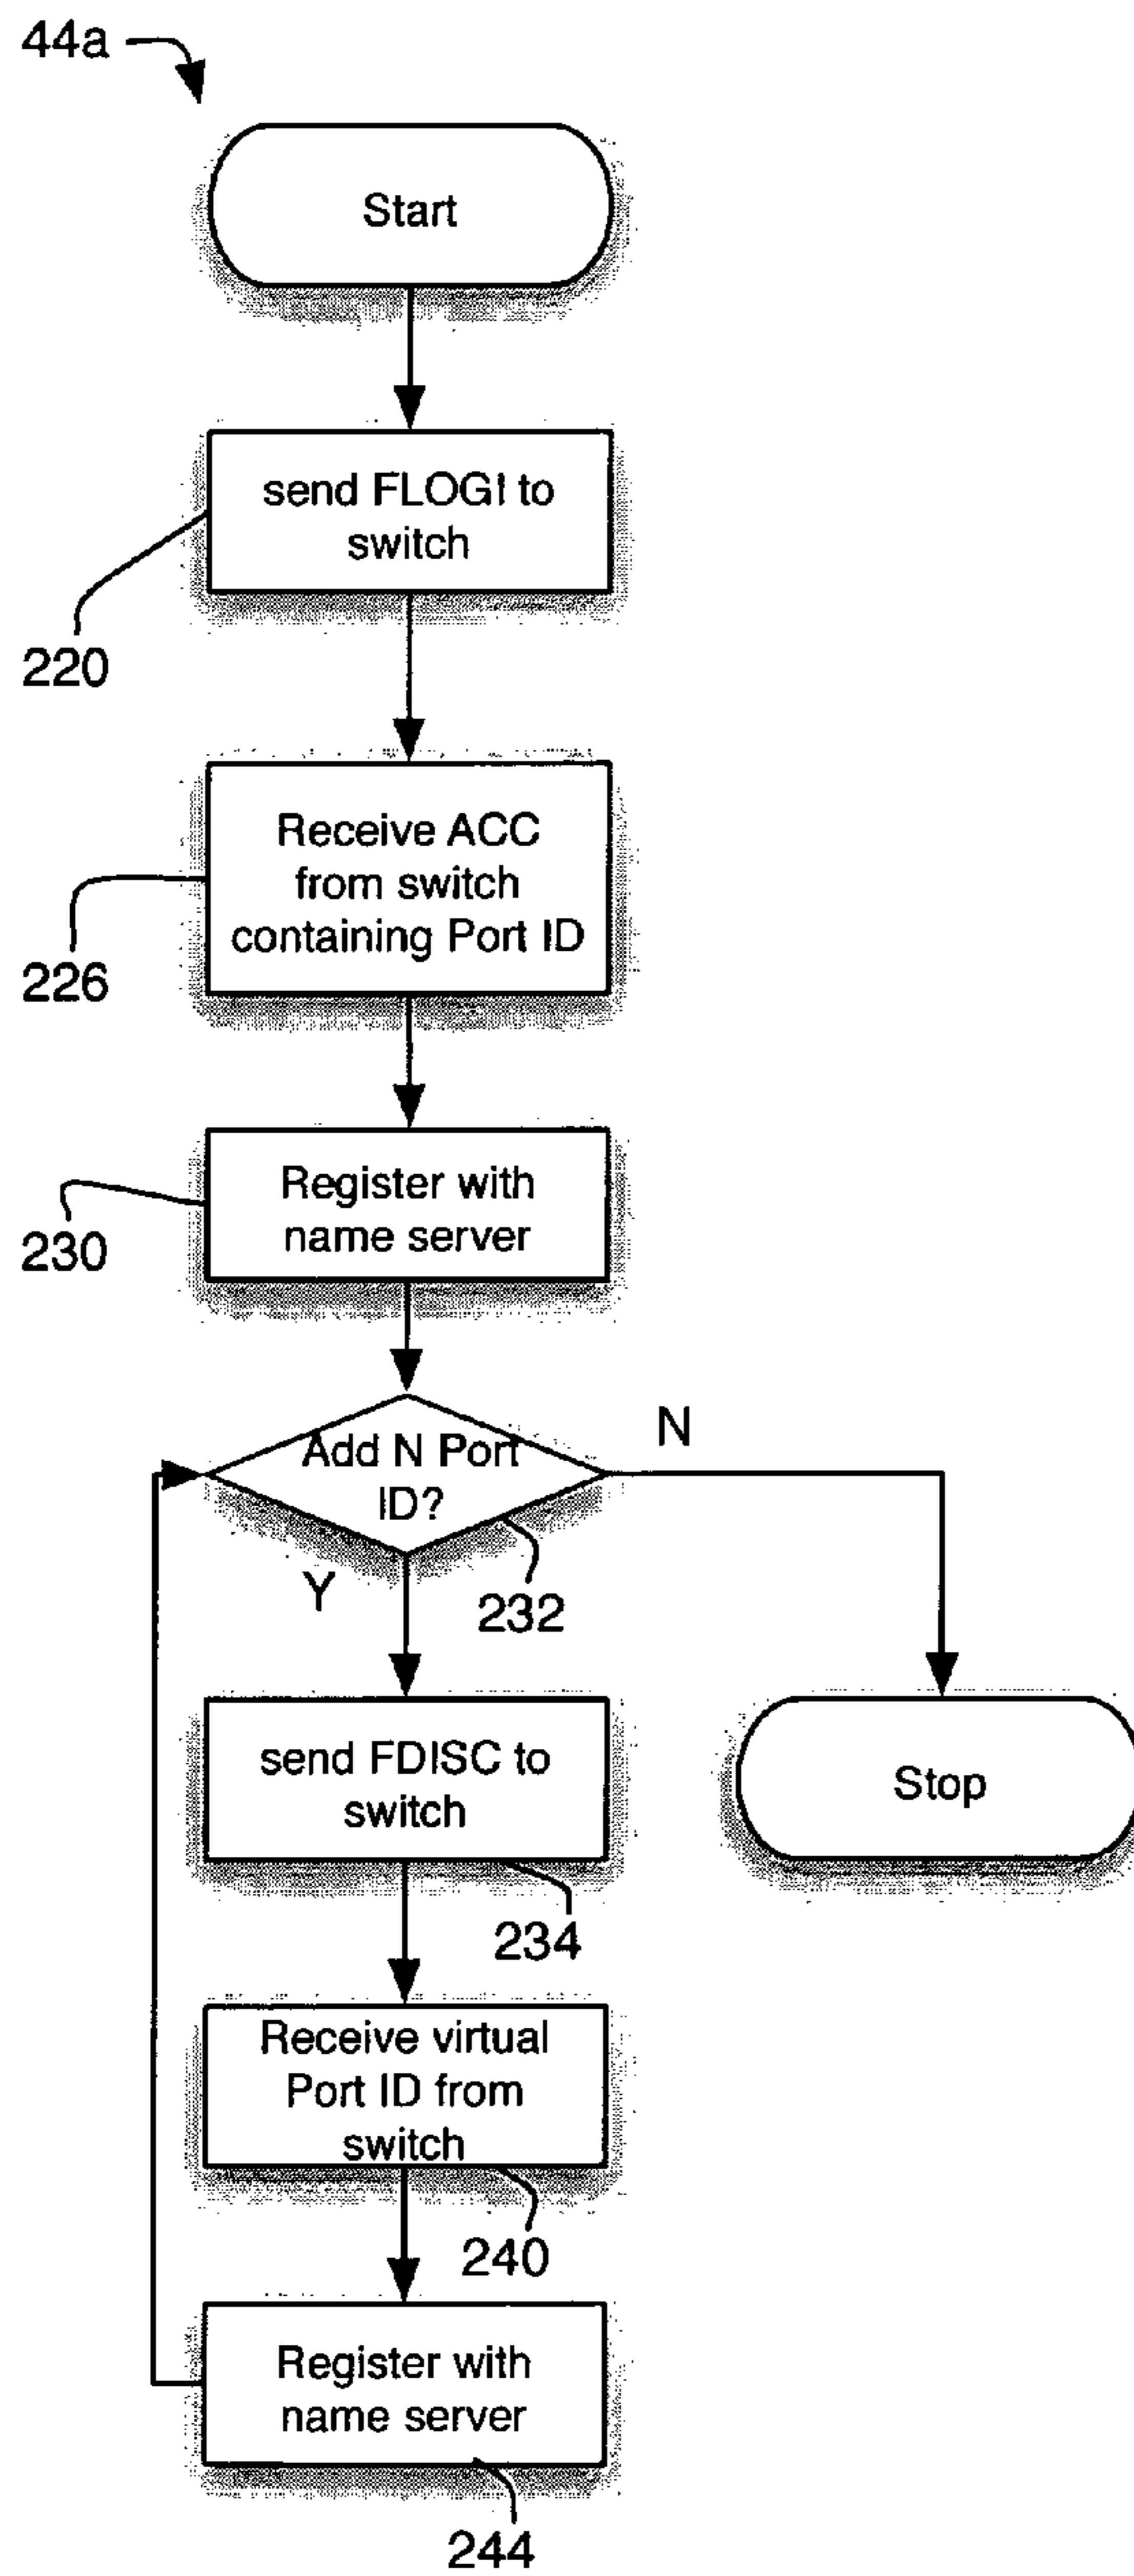 44a
Start
send FLOGI to
switch
220
Receive ACC
from switch
containing Port ID
226
Register with
name server
230
Add N Port
ID?
N
Y
232
send FDISC to
switch
Stop
234
Receive virtual
Port ID from
switch
240
Register with
name server
244